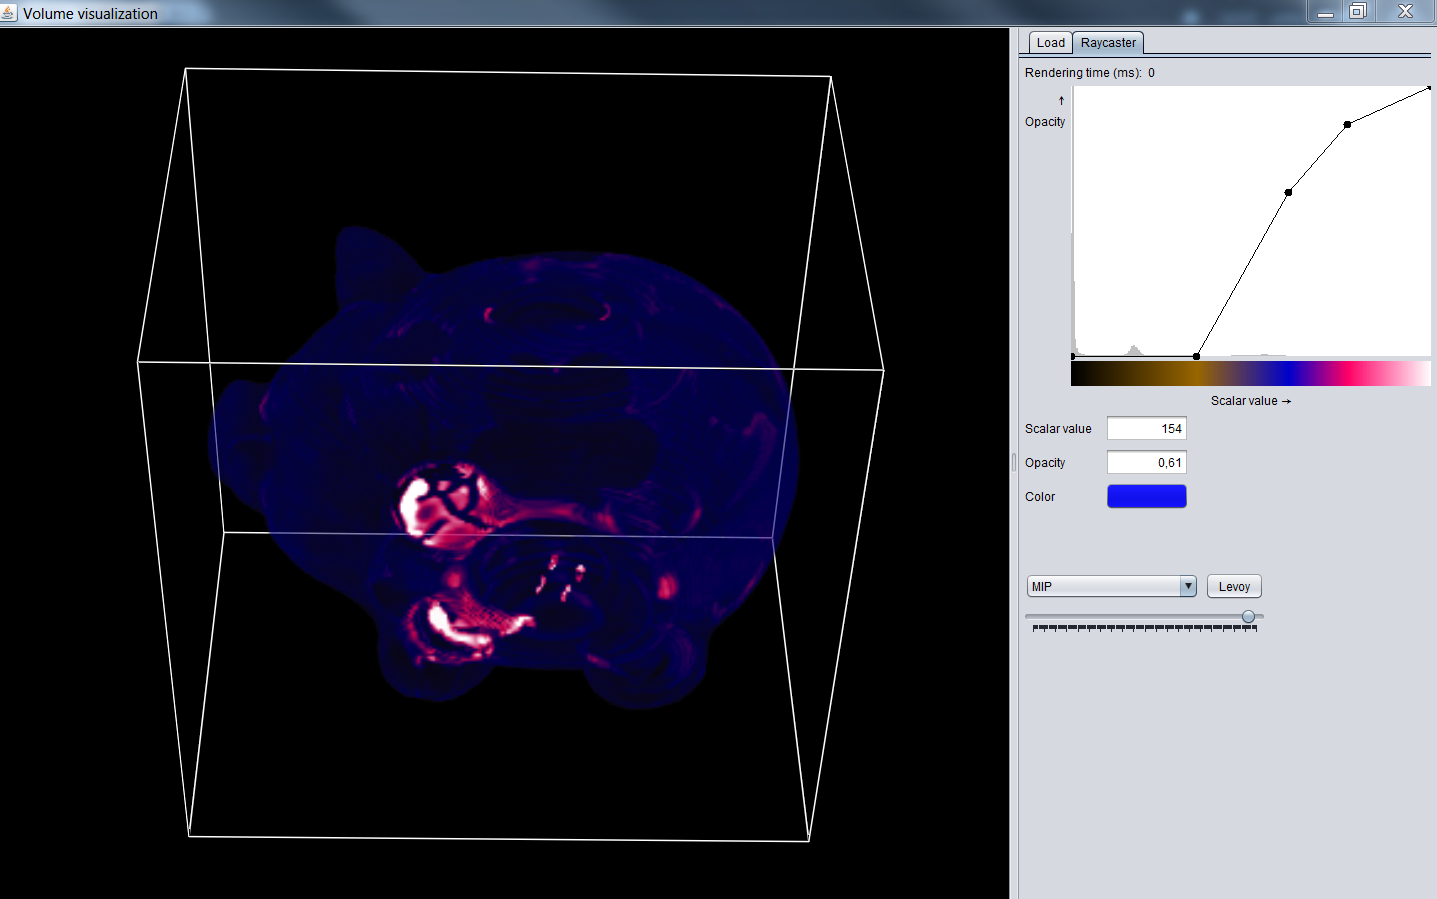 Volume visualization
Load Raycaster
Rendering time (ms): 0
↑
Opacity
Scalar value →
Scalar value 154
Opacity 0,61
Color
MIP Levoy